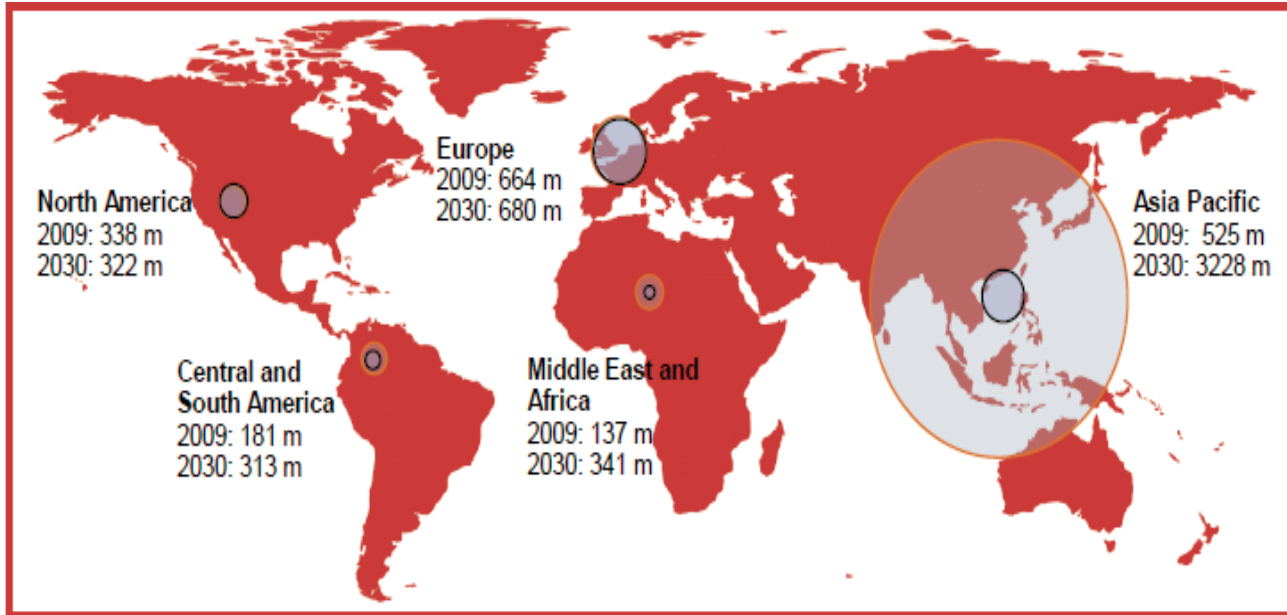 North America
2009: 338 m
2030: 322 m
Europe
2009: 664 m
2030: 680 m
Asia Pacific
2009: 525 m
2030: 3228 m
Central and
South America
2009: 181 m
2030: 313 m
Middle East and
Africa
2009: 137 m
2030: 341 m